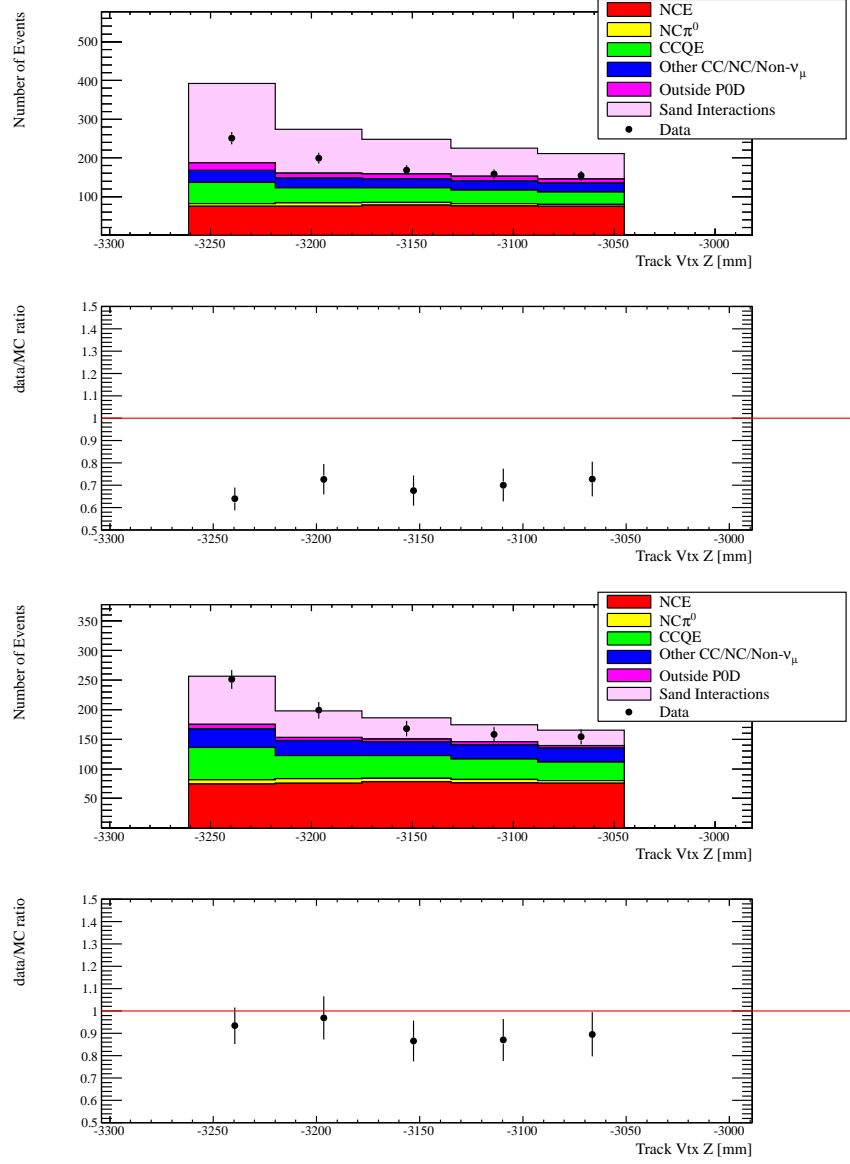 Number of Events
500
400
300
200
100
NCE
NCπ⁰
CCQE
Other CC/NC/Non-νμ
Outside P0D
Sand Interactions
Data
-3300 -3250 -3200 -3150 -3100 -3050 -3000
Track Vtx Z [mm]
data/MC ratio
1.5
1.4
1.3
1.2
1.1
1
0.9
0.8
0.7
0.6
0.5
-3300 -3250 -3200 -3150 -3100 -3050 -3000
Track Vtx Z [mm]
Number of Events
350
300
250
200
150
100
50
NCE
NCπ⁰
CCQE
Other CC/NC/Non-νμ
Outside P0D
Sand Interactions
Data
-3300 -3250 -3200 -3150 -3100 -3050 -3000
Track Vtx Z [mm]
data/MC ratio
1.5
1.4
1.3
1.2
1.1
1
0.9
0.8
0.7
0.6
0.5
-3300 -3250 -3200 -3150 -3100 -3050 -3000
Track Vtx Z [mm]